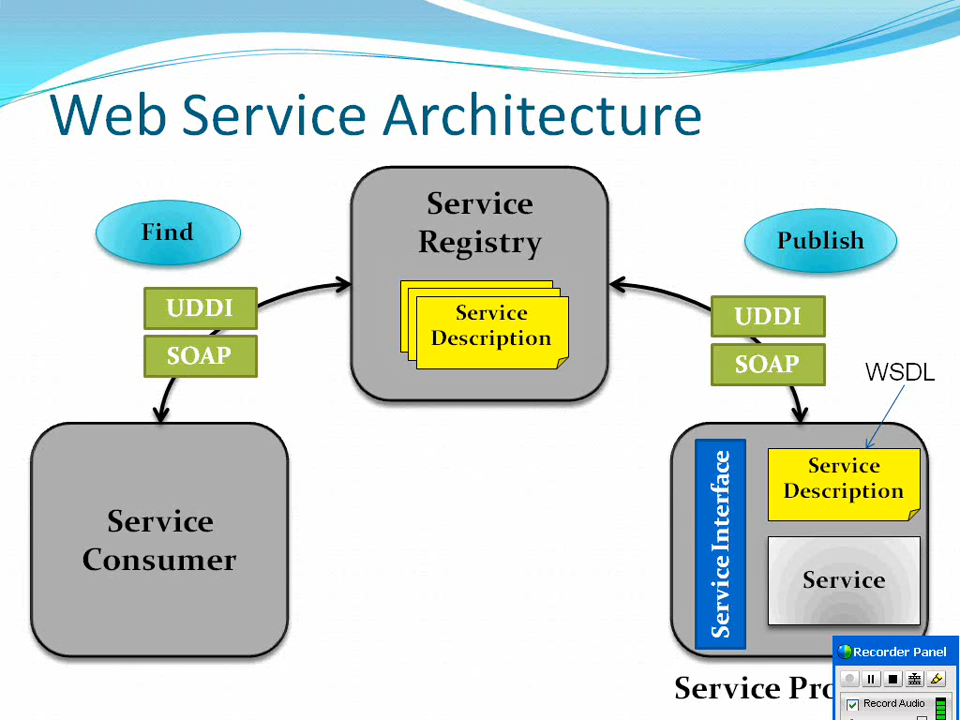 Web Service Architecture
Find
Service
Registry
Publish
UDDI
SOAP
Service
Description
UDDI
SOAP
WSDL
Service
Consumer
Service Interface
Service
Description
Service
Service
Recorder Panel
Record Audio